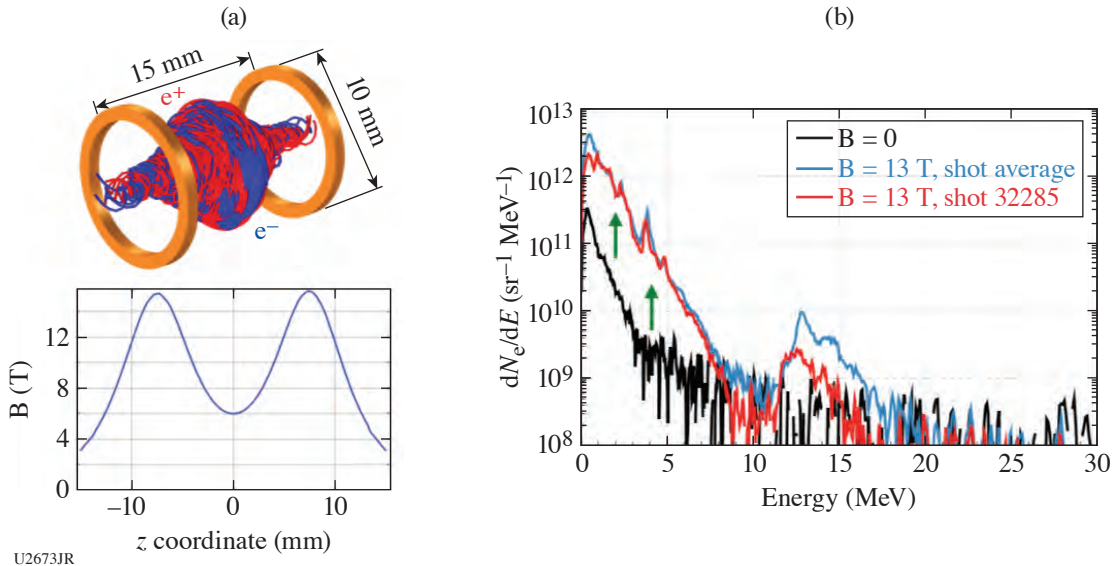 (a)
15 mm
10 mm
e+
e−
B (T)
12
8
4
0
−10
0
10
z coordinate (mm)
U2673JR
(b)
dNe/dE (sr−1 MeV−1)
10^13
10^12
10^11
10^10
10^9
10^8
B = 0
B = 13 T, shot average
B = 13 T, shot 32285
0
5
10
15
20
25
30
Energy (MeV)